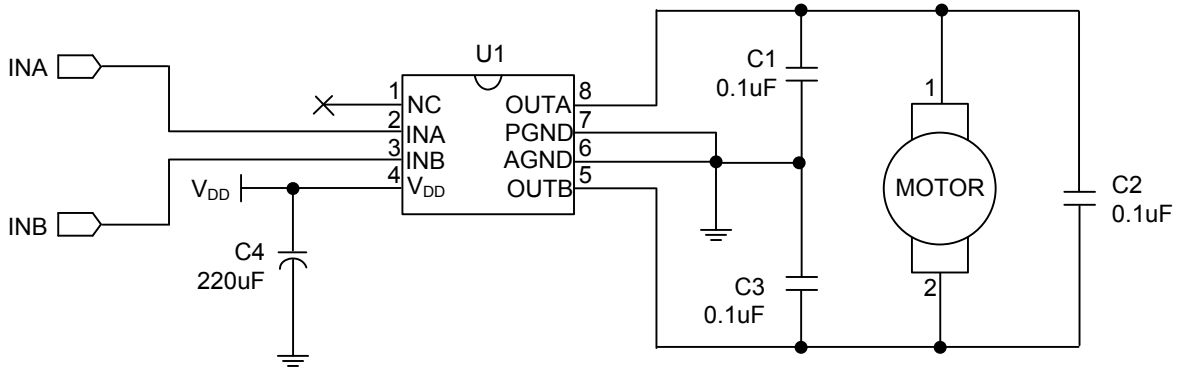 U1
INA
INB
1
NC
2
INA
3
INB
4
VDD
VDD
C4
220uF
OUTA
8
PGND
7
AGND
6
OUTB
5
C1
0.1uF
C3
0.1uF
1
MOTOR
2
C2
0.1uF